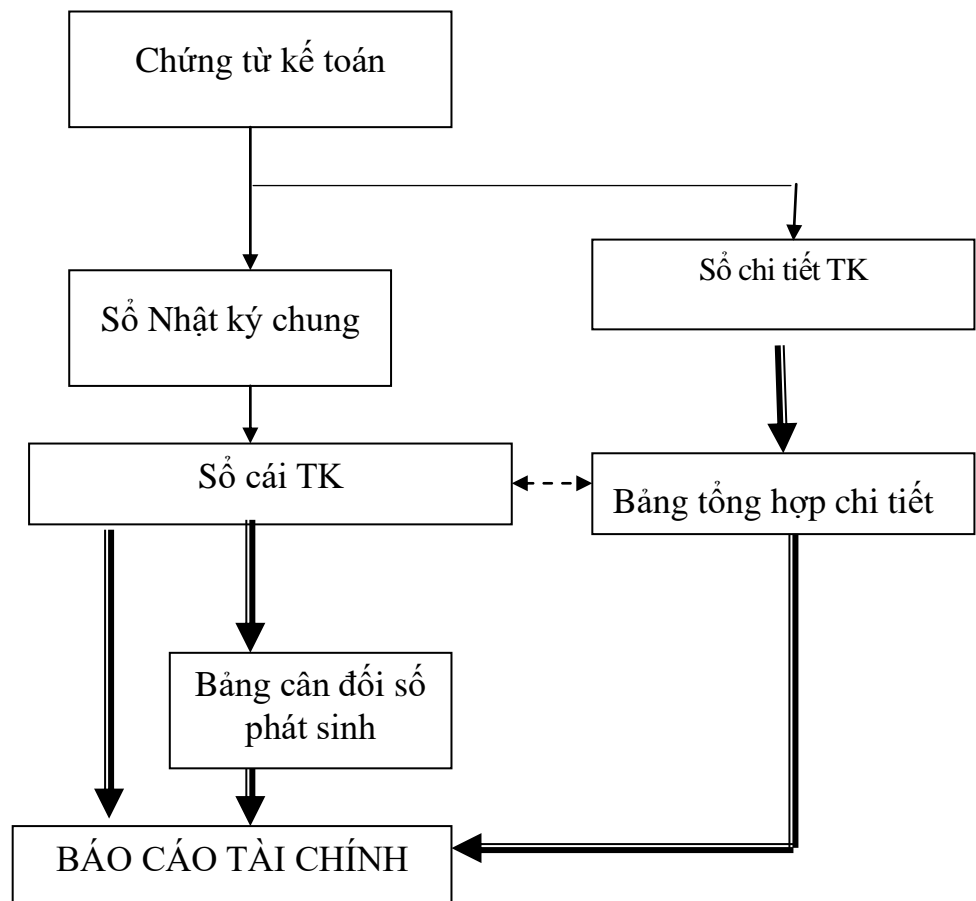 Chứng từ kế toán
Sổ chi tiết TK
Sổ Nhật ký chung
Sổ cái TK
Bảng tổng hợp chi tiết
Bảng cân đối số
phát sinh
BÁO CÁO TÀI CHÍNH